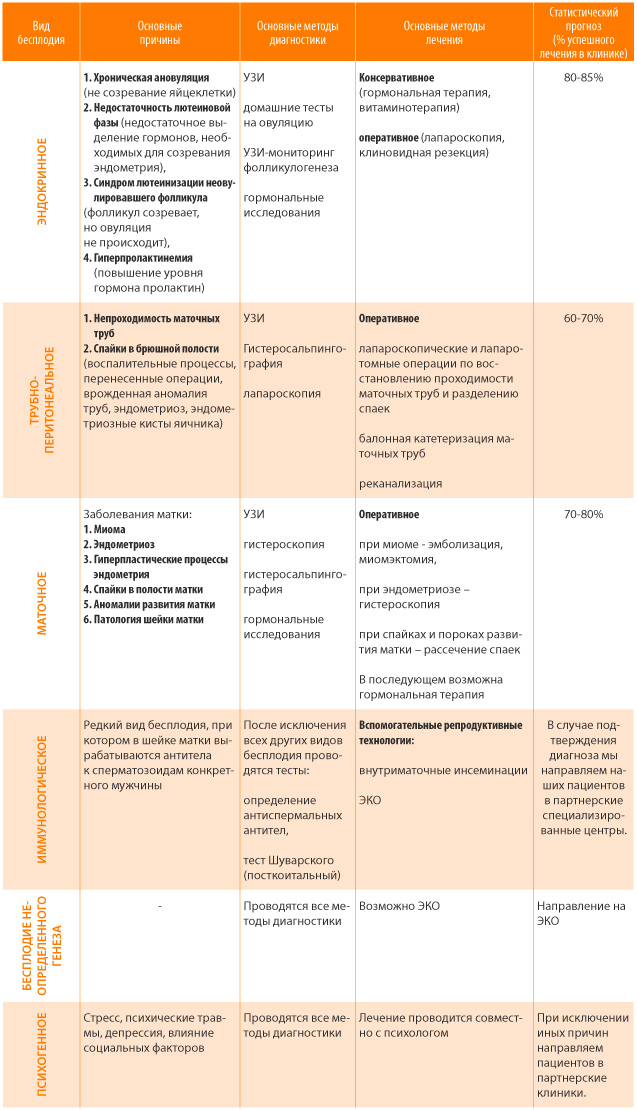 Вид
бесплодия
Основные
причины
Основные методы
диагностики
Основные методы
лечения
Статистический
прогноз
(% успешного
лечения в клинике)
ЭНДОКРИННОЕ
1. Хроническая ановуляция
(не созревание яйцеклетки)
2. Недостаточность лютеиновой
фазы (недостаточное вы-
деление гормонов, необ-
ходимых для созревания
эндометрия),
3. Синдром лютеинизации неову-
лировавшего фолликула
(фолликул созревает,
но овуляция
не происходит),
4. Гиперпролактинемия
(повышение уровня
гормона пролактин)
УЗИ
домашние тесты
на овуляцию
УЗИ-мониторинг
фолликулогенеза
гормональные
исследования
Консервативное
(гормональная терапия,
витаминотерапия)
оперативное (лапароскопия,
клиновидная резекция)
80-85%
ТРУБНО-
ПЕРИТОНЕАЛЬНОЕ
1. Непроходимость маточных
труб
2. Спайки в брюшной полости
(воспалительные процессы,
перенесенные операции,
врожденная аномалия
труб, эндометриоз, эндоме-
триозные кисты яичника)
УЗИ
Гистеросальпинго-
графия
лапароскопия
Оперативное
лапароскопические и лапаро-
томные операции по вос-
становлению проходимости
маточных труб и разделению
спаек
балонная катетеризация ма-
точных труб
реканализация
60-70%
МАТОЧНОЕ
Заболевания матки:
1. Миома
2. Эндометриоз
3. Гиперпластические процессы
эндометрия
4. Спайки в полости матки
5. Аномалии развития матки
6. Патология шейки матки
УЗИ
гистероскопия
гистеросальпинго-
графия
гормональные
исследования
Оперативное
при миоме - эмболизация,
миомэктомия,
при эндометриозе –
гистероскопия
при спайках и пороках разви-
тия матки – рассечение спаек
В последующем возможна
гормональная терапия
70-80%
ИММУНОЛОГИЧЕСКОЕ
Редкий вид бесплодия, при
котором в шейке матки вы-
рабатываются антитела
к сперматозоидам конкрет-
ного мужчины
После исключения
всех других видов
бесплодия прово-
дятся тесты:
определение
антиспермальных
антител,
тест Шуварского
(посткоитальный)
Вспомогательные репродуктивные
технологии:
внутриматочные инсеминации
ЭКО
В случае под-
тверждения
диагноза мы
направляем на-
ших пациентов
в партнерские
специализиро-
ванные центры.
БЕСПЛОДИЕ НЕ-
ОПРЕДЕЛЕННОГО
ГЕНЕЗА
-
Проводятся все ме-
тоды диагностики
Возможно ЭКО
Направление на
ЭКО
ПСИХОГЕННОЕ
Стресс, психические трав-
мы, депрессия, влияние
социальных факторов
Проводятся все ме-
тоды диагностики
Лечение проводится совмест-
но с психологом
При исключении
иных причин
направляем
пациентов в
партнерские
клиники.